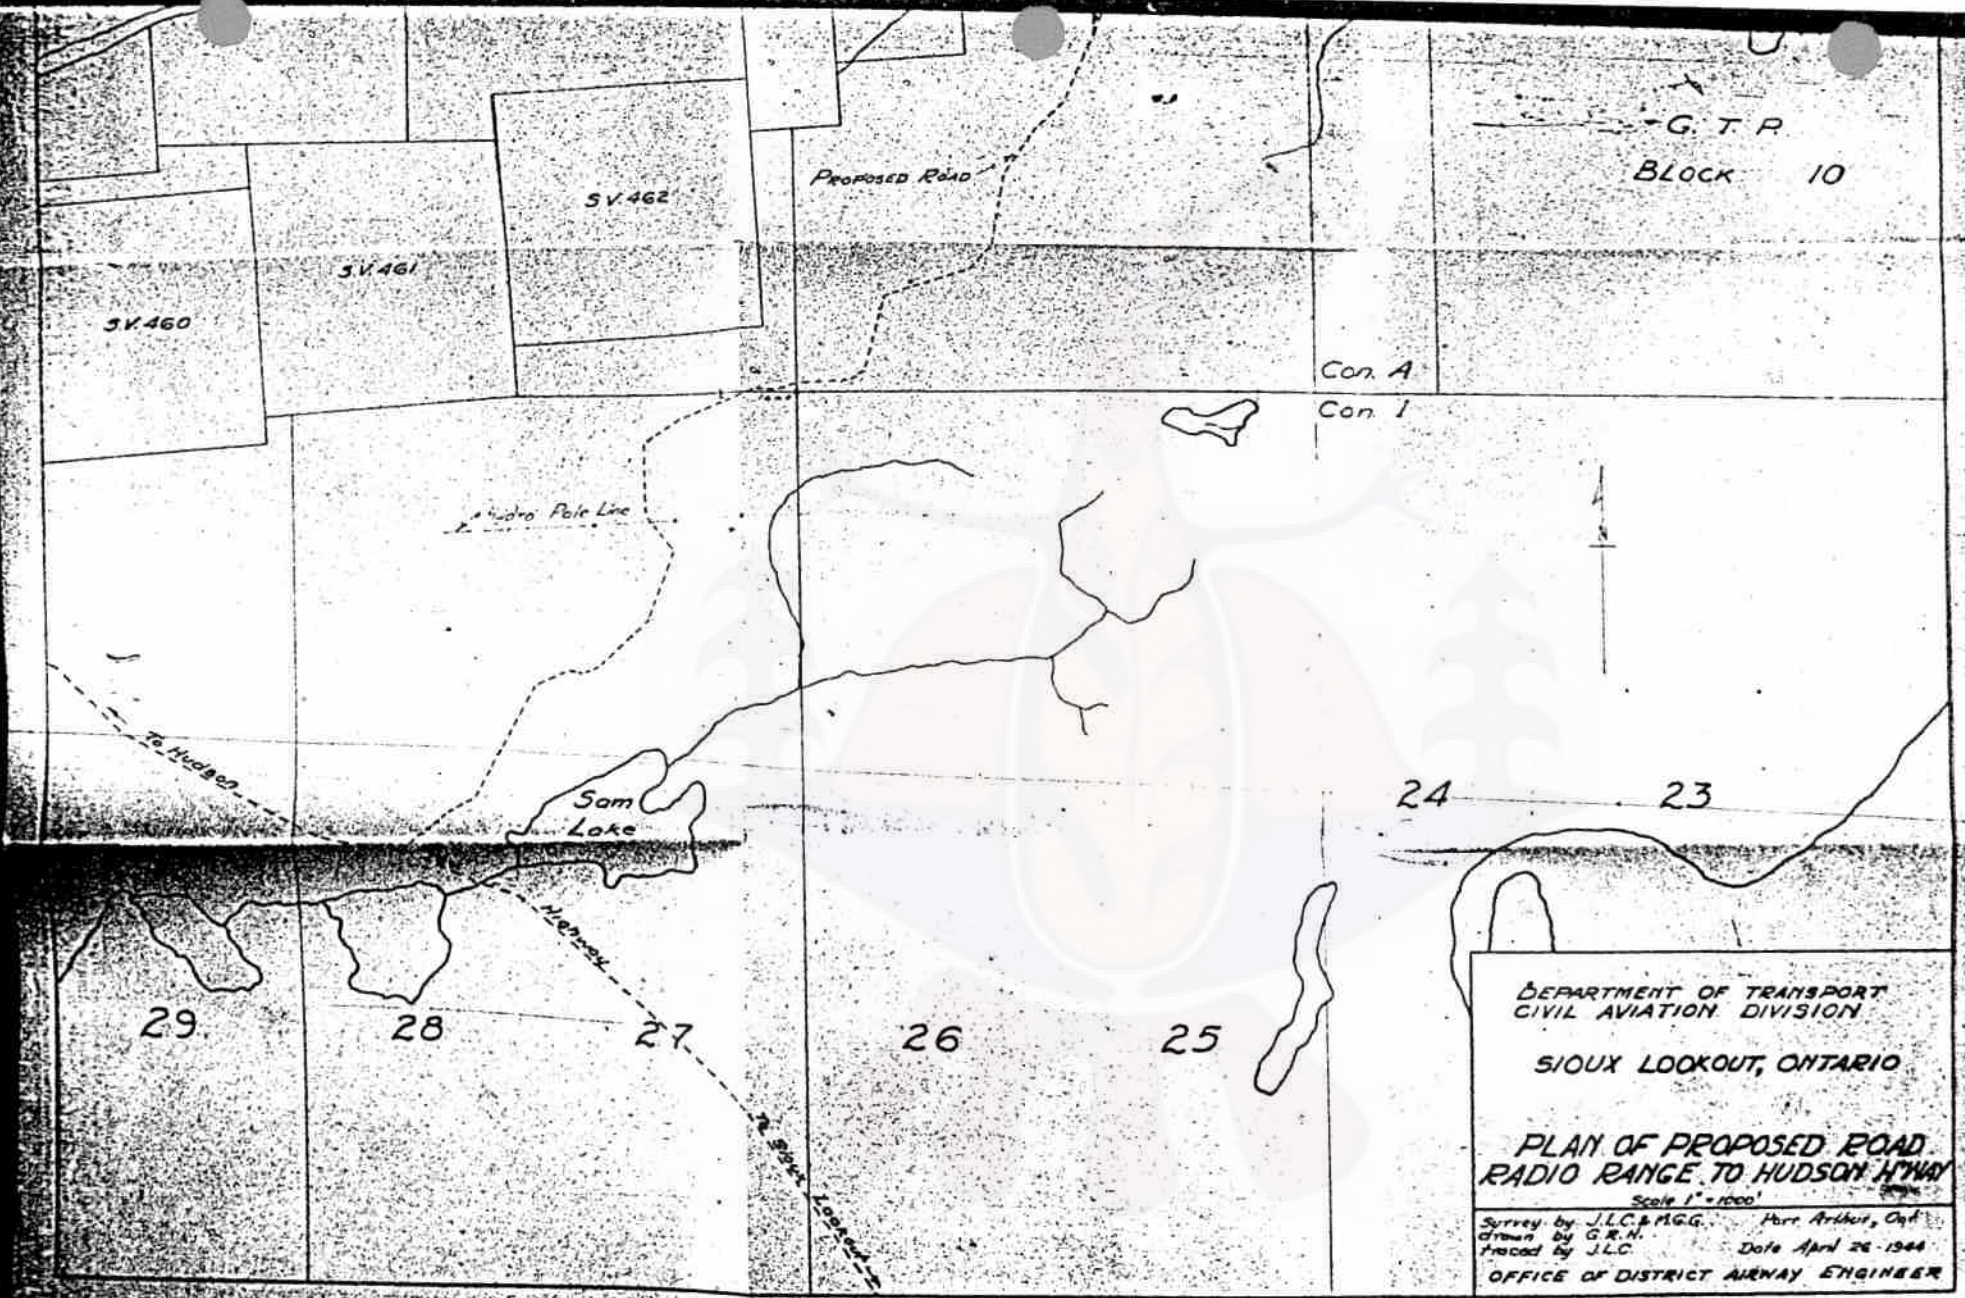 G. T. P.
BLOCK 10
PROPOSED ROAD
S.V. 462
S.V. 461
S.V. 460
Con. A
Con. 1
Pole Line
To Hudson
Sam
Lake
24
23
Highway
29
28
27
26
25
To Sioux Lookout
DEPARTMENT OF TRANSPORT
CIVIL AVIATION DIVISION
SIOUX LOOKOUT, ONTARIO
PLAN OF PROPOSED ROAD
RADIO RANGE TO HUDSON H'WAY
Scale 1" = 1000'
Survey by J.L.C. & M.G.G. Port Arthur, Ont.
drawn by G.R.H.
traced by J.L.C. Date April 26-1944
OFFICE OF DISTRICT AIRWAY ENGINEER